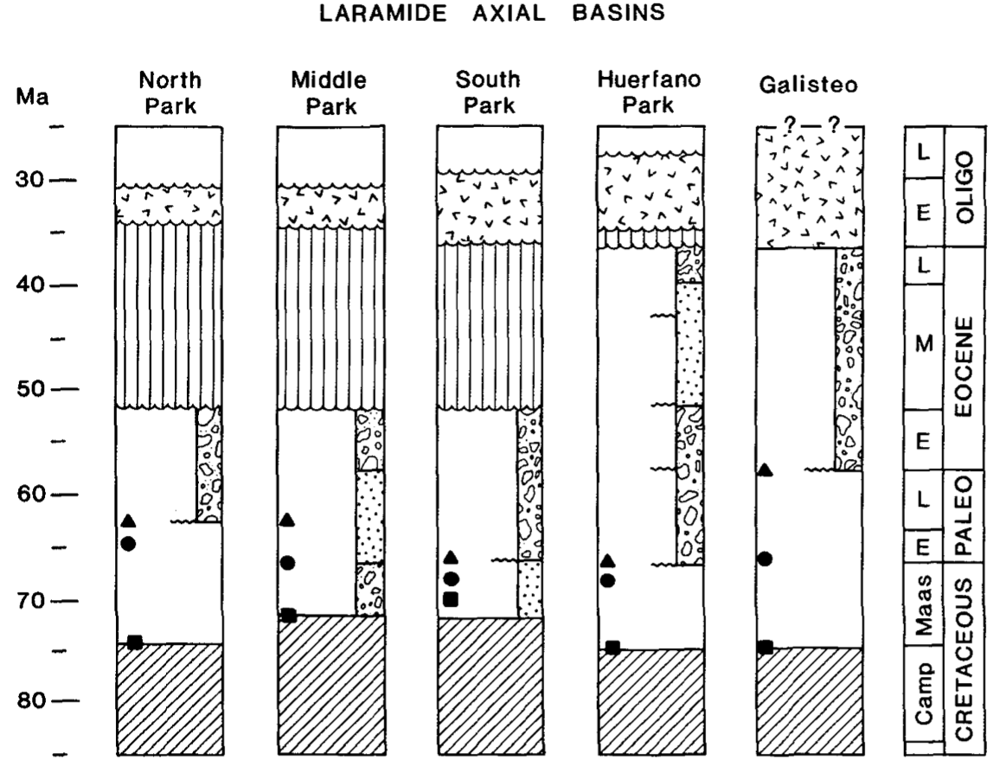 LARAMIDE AXIAL BASINS
Ma
North
Park
Middle
Park
South
Park
Huerfano
Park
Galisteo
? ?
30
40
50
60
70
80
L
E
L
M
E
L
E
Maas
Camp
OLIGO
EOCENE
PALEO
CRETACEOUS